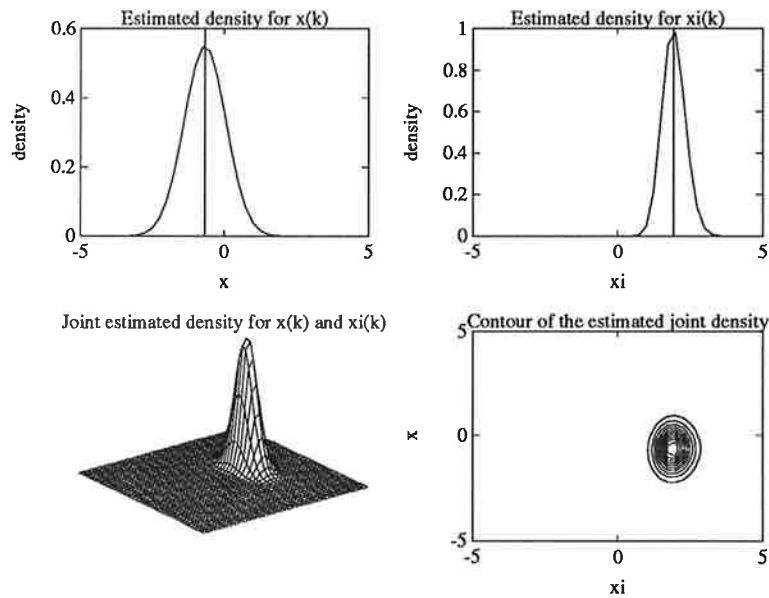 Estimated density for x(k)
0.6
0.4
0.2
0
density
-5
0
5
x
Estimated density for xi(k)
1
0.8
0.6
0.4
0.2
0
density
-5
0
5
xi
Joint estimated density for x(k) and xi(k)
Contour of the estimated joint density
5
0
-5
x
0
5
xi